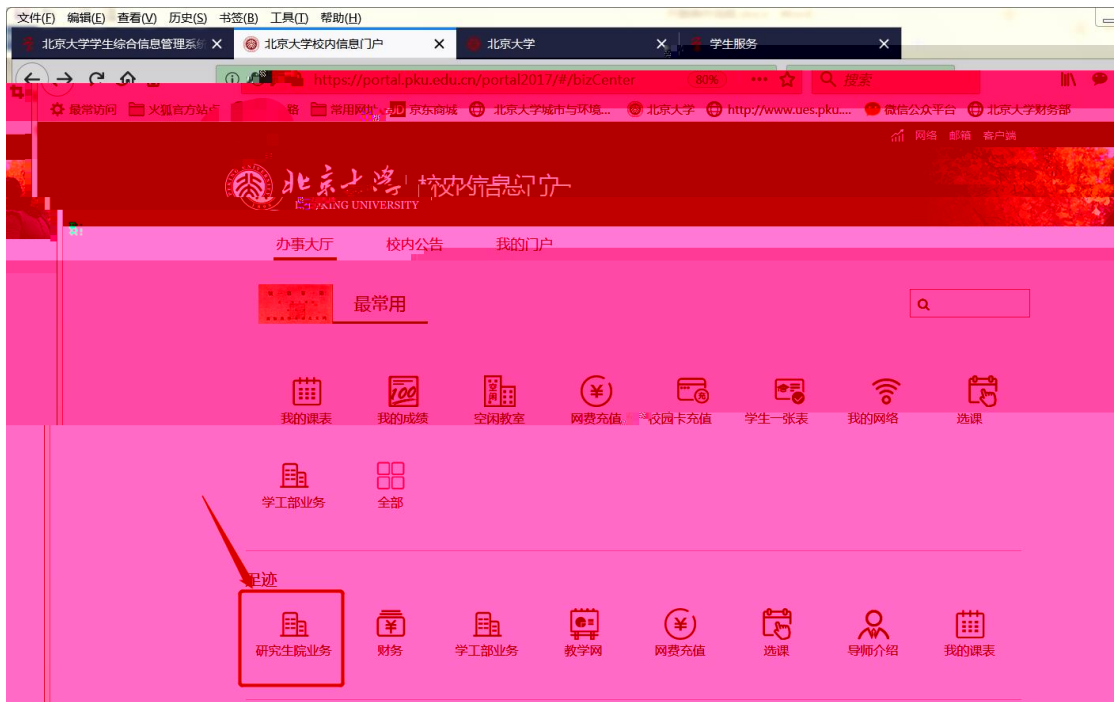 文件(F) 编辑(E) 查看(V) 历史(S) 书签(B) 工具(T) 帮助(H)
北京大学学生综合信息管理系统 北京大学校内信息门户 北京大学 学生服务
https://portal.pku.edu.cn/portal2017/#/bizCenter 80% 搜索
最常访问 火狐官方站点 常用网址 京东商城 北京大学城市与环境... 北京大学 http://www.ues.pku.... 微信公众平台 北京大学财务部
网络 邮箱 客户端
北京大学 校内信息门户
PEKING UNIVERSITY
办事大厅 校内公告 我的门户
最常用
我的课表 我的成绩 空闲教室 网费充值 校园卡充值 学生一张表 我的网络 选课
学工部业务 全部
足迹
研究生院业务 财务 学工部业务 教学网 网费充值 选课 导师介绍 我的课表